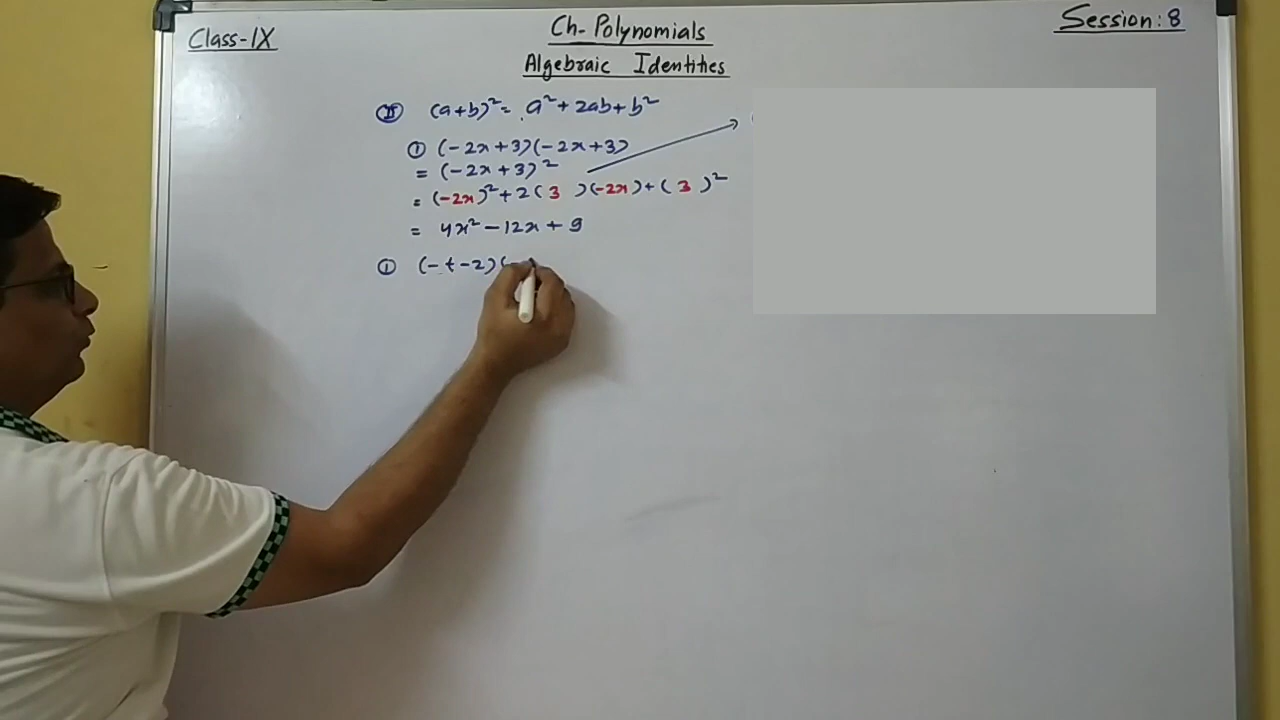 Class-IX
Ch- Polynomials
Session: 8
Algebraic Identities
Ⅱ (a+b)² = a² + 2ab + b²
① (-2x+3)(-2x+3)
= (-2x+3)²
= (-2x)² + 2(3 )(-2x) + ( 3 )²
= 4x² - 12x + 9
① (-t-2)(-